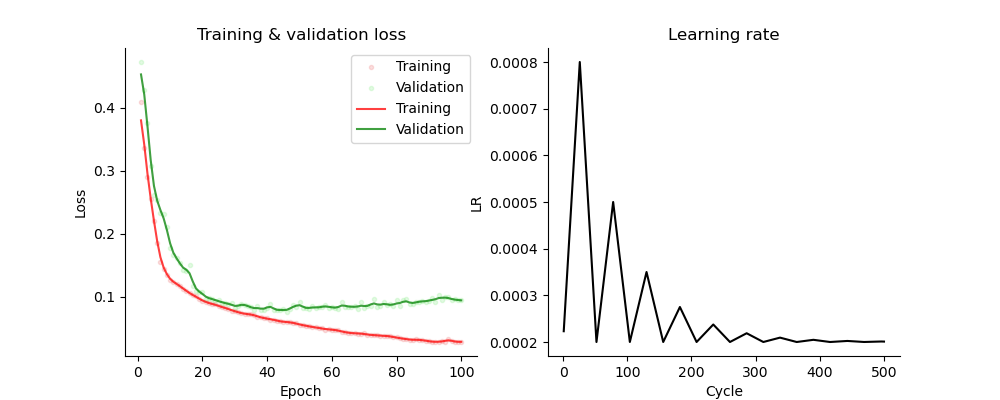 Training & validation loss
Training
Validation
Training
Validation
0.4
0.3
0.2
0.1
Loss
0
20
40
60
80
100
Epoch
Learning rate
0.0008
0.0007
0.0006
0.0005
0.0004
0.0003
0.0002
LR
0
100
200
300
400
500
Cycle